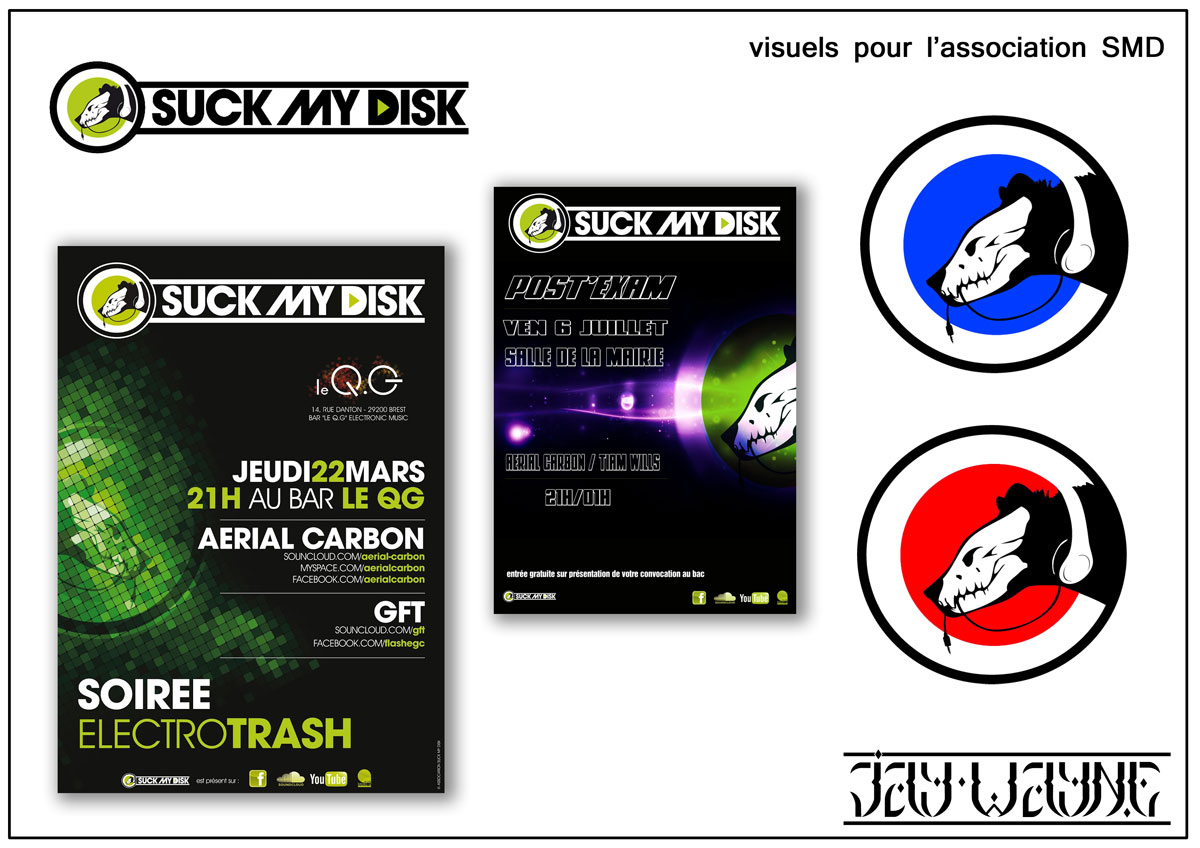 visuels pour l'association SMD
SUCK MY DISK
SUCK MY DISK
le Q.G
14, RUE DANTON - 29200 BREST
BAR "LE Q.G" ELECTRONIC MUSIC
JEUDI22MARS
21H AU BAR LE QG
AERIAL CARBON
SOUNCLOUD.COM/aerial-carbon
MYSPACE.COM/aerialcarbon
FACEBOOK.COM/aerialcarbon
GFT
SOUNCLOUD.COM/gft
FACEBOOK.COM/flashegc
SOIREE
ELECTROTRASH
SUCK MY DISK est présent sur : f SOUNDCLOUD YouTube
SUCK MY DISK
POST'EXAM
VEN 6 JUILLET
SALLE DE LA MAIRIE
AERIAL CARBON / TIAM WILLS
21H/01H
entrée gratuite sur présentation de votre convocation au bac
SUCK MY DISK f SOUNDCLOUD YouTube
JAY·WAYNE